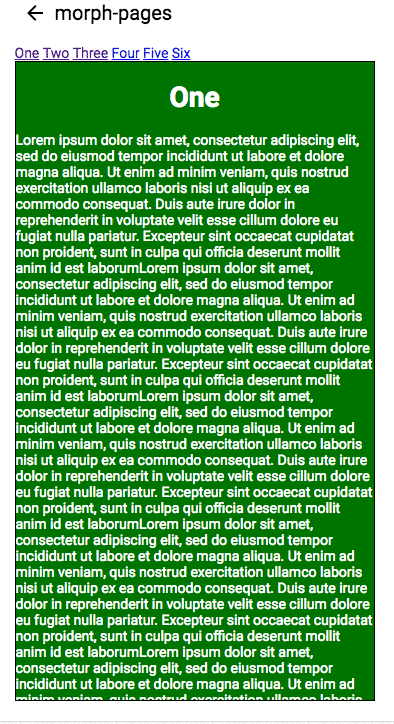 morph-pages
One Two Three Four Five Six
One
Lorem ipsum dolor sit amet, consectetur adipiscing elit,
sed do eiusmod tempor incididunt ut labore et dolore
magna aliqua. Ut enim ad minim veniam, quis nostrud
exercitation ullamco laboris nisi ut aliquip ex ea
commodo consequat. Duis aute irure dolor in
reprehenderit in voluptate velit esse cillum dolore eu
fugiat nulla pariatur. Excepteur sint occaecat cupidatat
non proident, sunt in culpa qui officia deserunt mollit
anim id est laborumLorem ipsum dolor sit amet,
consectetur adipiscing elit, sed do eiusmod tempor
incididunt ut labore et dolore magna aliqua. Ut enim ad
minim veniam, quis nostrud exercitation ullamco laboris
nisi ut aliquip ex ea commodo consequat. Duis aute irure
dolor in reprehenderit in voluptate velit esse cillum dolore
eu fugiat nulla pariatur. Excepteur sint occaecat cupidatat
non proident, sunt in culpa qui officia deserunt mollit
anim id est laborumLorem ipsum dolor sit amet,
consectetur adipiscing elit, sed do eiusmod tempor
incididunt ut labore et dolore magna aliqua. Ut enim ad
minim veniam, quis nostrud exercitation ullamco laboris
nisi ut aliquip ex ea commodo consequat. Duis aute irure
dolor in reprehenderit in voluptate velit esse cillum dolore
eu fugiat nulla pariatur. Excepteur sint occaecat cupidatat
non proident, sunt in culpa qui officia deserunt mollit
anim id est laborumLorem ipsum dolor sit amet,
consectetur adipiscing elit, sed do eiusmod tempor
incididunt ut labore et dolore magna aliqua. Ut enim ad
minim veniam, quis nostrud exercitation ullamco laboris
nisi ut aliquip ex ea commodo consequat. Duis aute irure
dolor in reprehenderit in voluptate velit esse cillum dolore
eu fugiat nulla pariatur. Excepteur sint occaecat cupidatat
non proident, sunt in culpa qui officia deserunt mollit
anim id est laborumLorem ipsum dolor sit amet,
consectetur adipiscing elit, sed do eiusmod tempor
incididunt ut labore et dolore magna aliqua. Ut enim ad
minim veniam, quis nostrud exercitation ullamco laboris